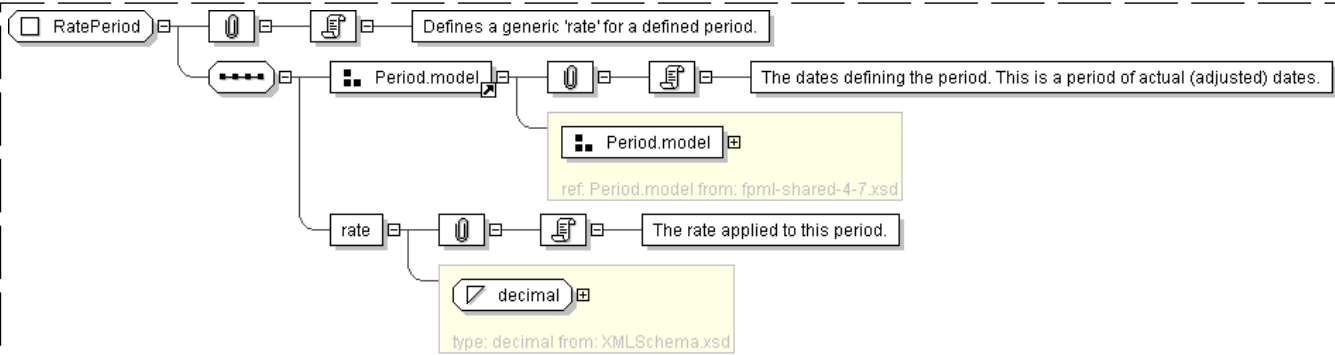 RatePeriod
Defines a generic 'rate' for a defined period.
Period.model
The dates defining the period. This is a period of actual (adjusted) dates.
Period.model
ref: Period.model from: fpml-shared-4-7.xsd
rate
The rate applied to this period.
decimal
type: decimal from: XMLSchema.xsd